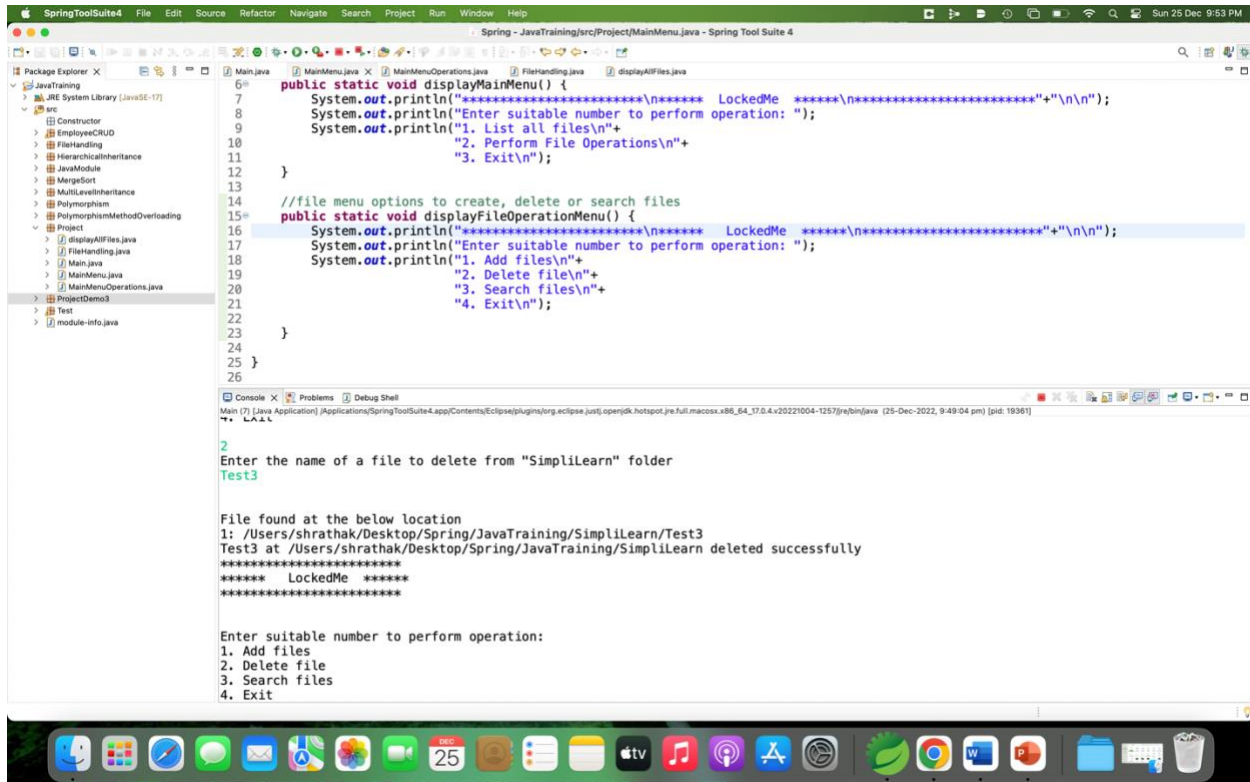 SpringToolSuite4 File Edit Source Refactor Navigate Search Project Run Window Help Sun 25 Dec 9:53 PM
Spring - JavaTraining/src/Project/MainMenu.java - Spring Tool Suite 4
Package Explorer
JavaTraining
JRE System Library [JavaSE-17]
src
Constructor
EmployeeCRUD
FileHandling
HierarchicalInheritance
JavaModule
MergeSort
MultiLevelInheritance
Polymorphism
PolymorphismMethodOverloading
Project
displayAllFiles.java
FileHandling.java
Main.java
MainMenu.java
MainMenuOperations.java
ProjectDemo3
Test
module-info.java
Main.java MainMenu.java MainMenuOperations.java FileHandling.java displayAllFiles.java
6 public static void displayMainMenu() {
7 System.out.println("************************\n****** LockedMe ******\n************************"+"\n\n");
8 System.out.println("Enter suitable number to perform operation: ");
9 System.out.println("1. List all files\n"+
10 "2. Perform File Operations\n"+
11 "3. Exit\n");
12 }
13
14 //file menu options to create, delete or search files
15 public static void displayFileOperationMenu() {
16 System.out.println("************************\n****** LockedMe ******\n************************"+"\n\n");
17 System.out.println("Enter suitable number to perform operation: ");
18 System.out.println("1. Add files\n"+
19 "2. Delete file\n"+
20 "3. Search files\n"+
21 "4. Exit\n");
22
23 }
24
25 }
26
Console Problems Debug Shell
Main (7) [Java Application] /Applications/SpringToolSuite4.app/Contents/Eclipse/plugins/org.eclipse.justj.openjdk.hotspot.jre.full.macosx.x86_64_17.0.4.v20221004-1257/jre/bin/java (25-Dec-2022, 9:49:04 pm) [pid: 19361]
4. Exit
2
Enter the name of a file to delete from "SimpliLearn" folder
Test3
File found at the below location
1: /Users/shrathak/Desktop/Spring/JavaTraining/SimpliLearn/Test3
Test3 at /Users/shrathak/Desktop/Spring/JavaTraining/SimpliLearn deleted successfully
************************
****** LockedMe ******
************************
Enter suitable number to perform operation:
1. Add files
2. Delete file
3. Search files
4. Exit
DEC
25
tv
W
P